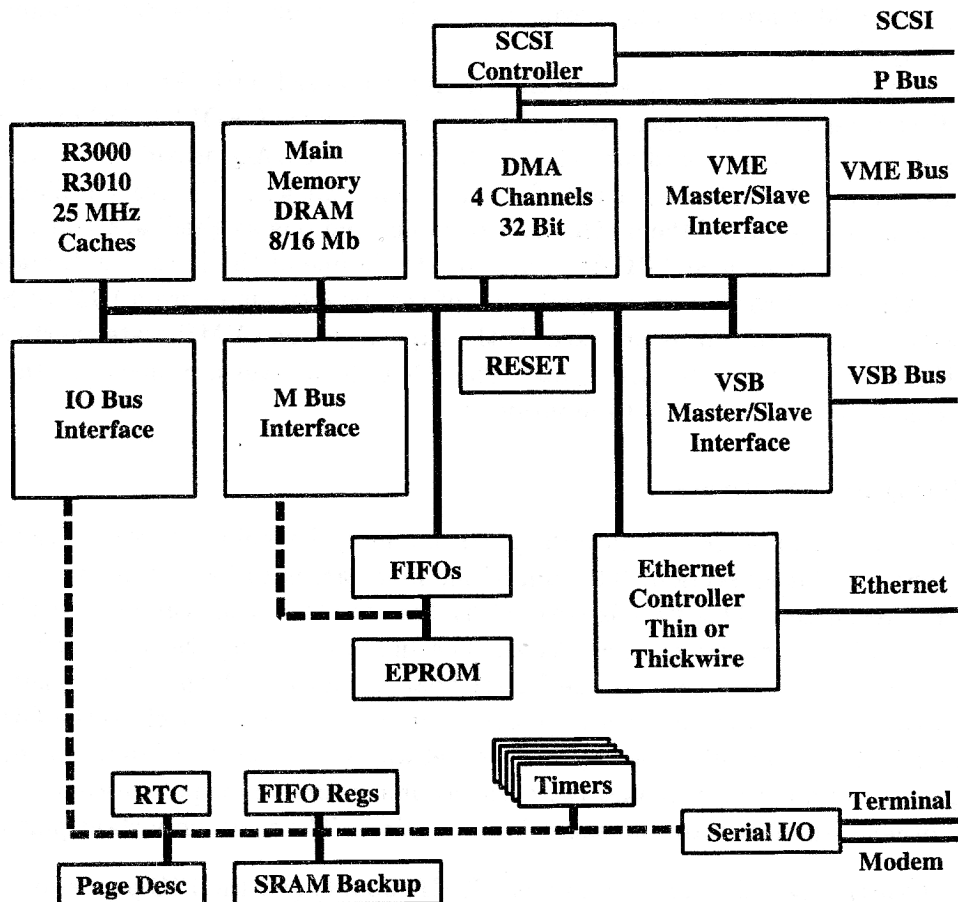 SCSI
SCSI
Controller
P Bus
R3000
R3010
25 MHz
Caches
Main
Memory
DRAM
8/16 Mb
DMA
4 Channels
32 Bit
VME
Master/Slave
Interface
VME Bus
IO Bus
Interface
M Bus
Interface
RESET
VSB
Master/Slave
Interface
VSB Bus
FIFOs
EPROM
Ethernet
Controller
Thin or
Thickwire
Ethernet
RTC
FIFO Regs
Timers
Serial I/O
Terminal
Modem
Page Desc
SRAM Backup